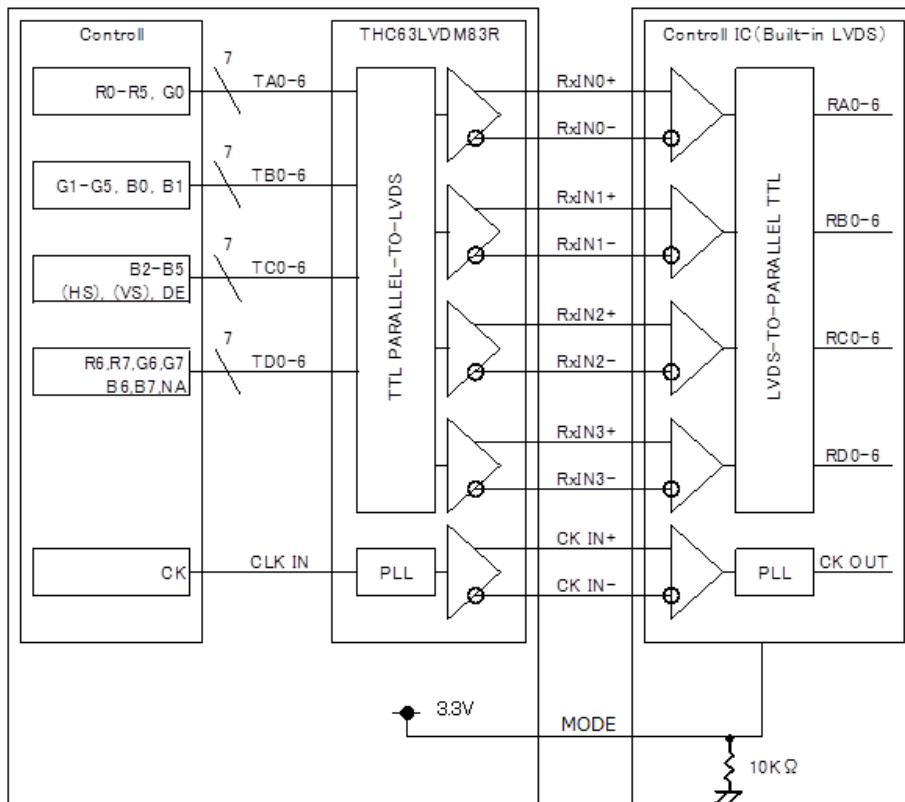 Controll
THC63LVDM83R
Controll IC(Built-in LVDS)
R0-R5, G0
7
TA0-6
RxIN0+
RxIN0-
RA0-6
G1-G5, B0, B1
7
TB0-6
RxIN1+
RxIN1-
RB0-6
B2-B5
(HS), (VS), DE
7
TC0-6
RxIN2+
RxIN2-
RC0-6
R6,R7,G6,G7
B6,B7,NA
7
TD0-6
RxIN3+
RxIN3-
RD0-6
TTL PARALLEL-TO-LVDS
LVDS-TO-PARALLEL TTL
CK
CLK IN
PLL
CK IN+
CK IN-
PLL
CK OUT
3.3V
MODE
10KΩ